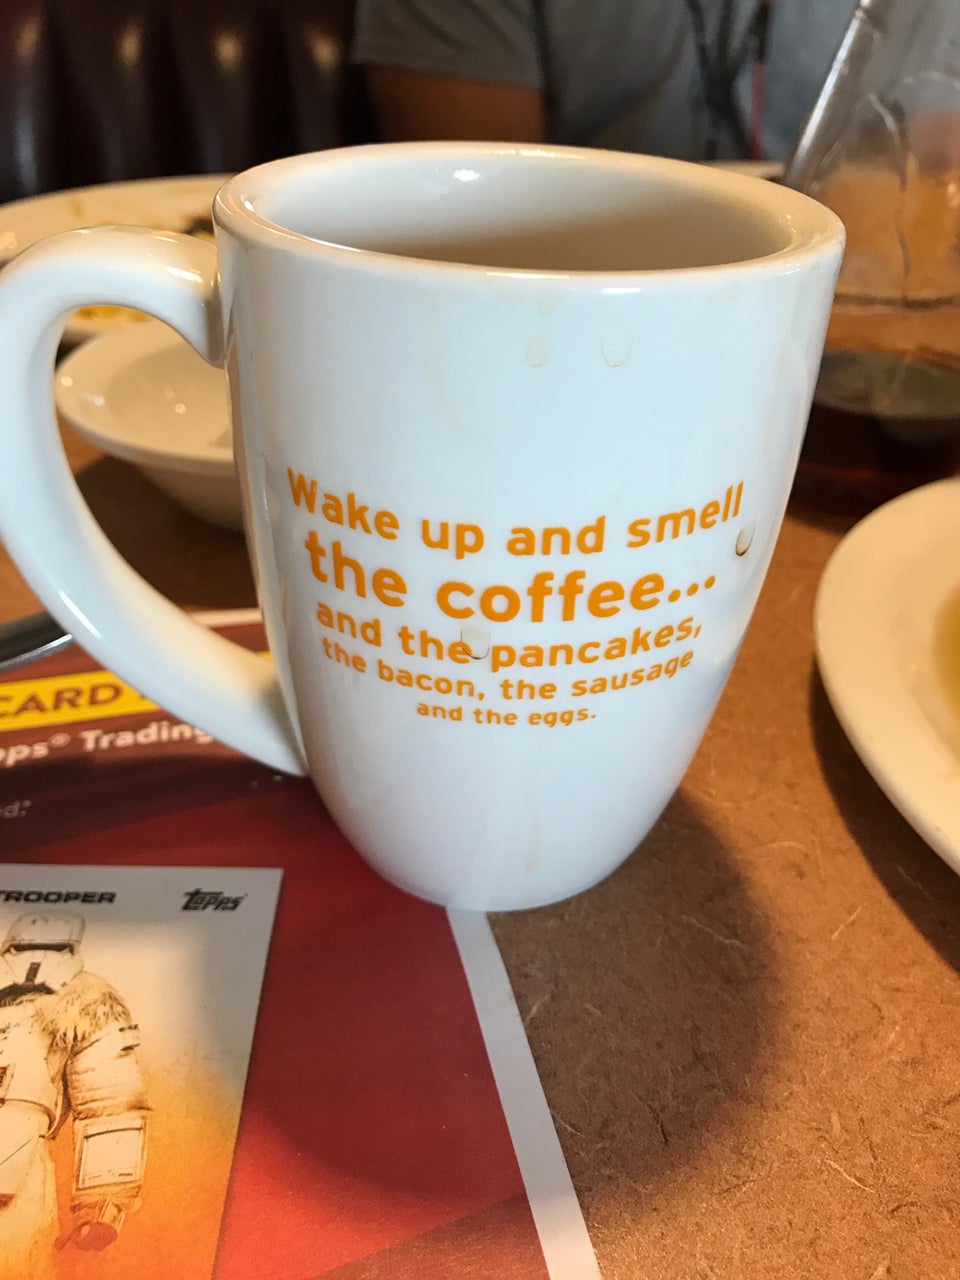 Wake up and smell
the coffee...
and the pancakes,
the bacon, the sausage
and the eggs.
CARD
Trading
TROOPER
Topps